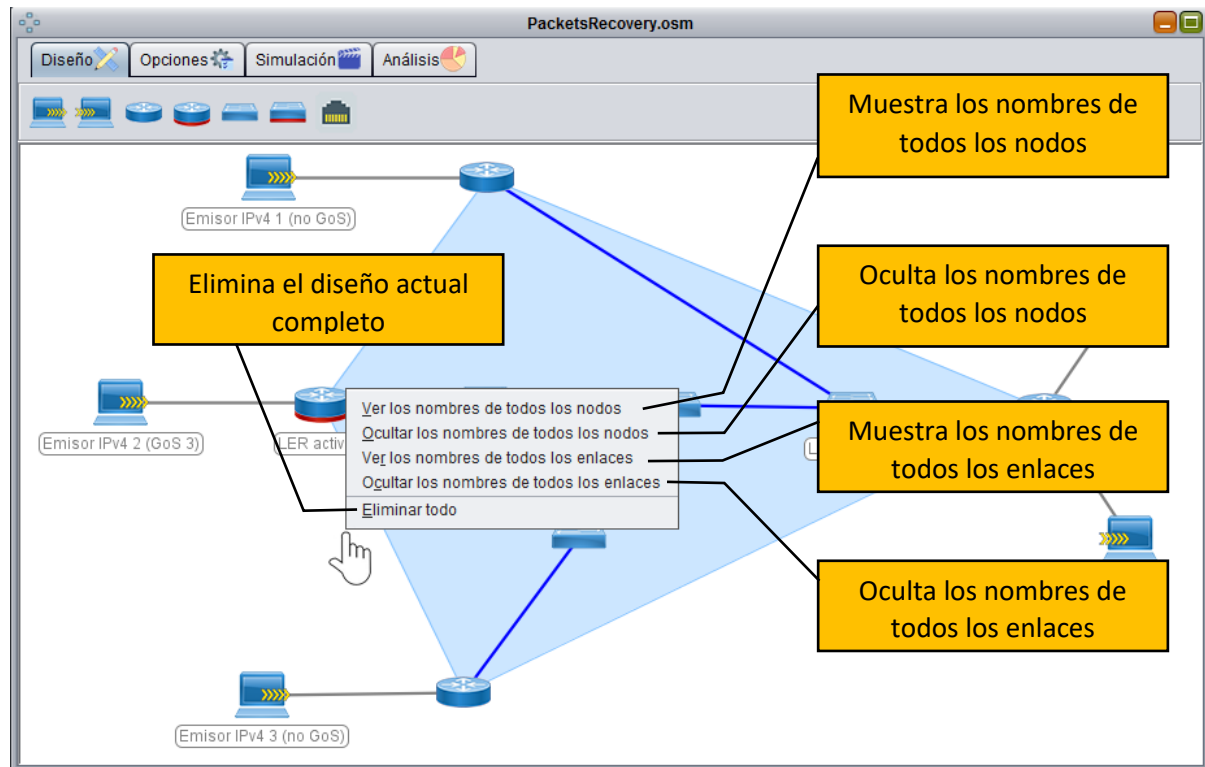 PacketsRecovery.osm
Diseño
Opciones
Simulación
Análisis
Muestra los nombres de
todos los nodos
Emisor IPv4 1 (no GoS)
Elimina el diseño actual
completo
Oculta los nombres de
todos los nodos
Ver los nombres de todos los nodos
Ocultar los nombres de todos los nodos
Ver los nombres de todos los enlaces
Ocultar los nombres de todos los enlaces
Eliminar todo
Emisor IPv4 2 (GoS 3)
LER activ
Muestra los nombres de
todos los enlaces
Oculta los nombres de
todos los enlaces
Emisor IPv4 3 (no GoS)